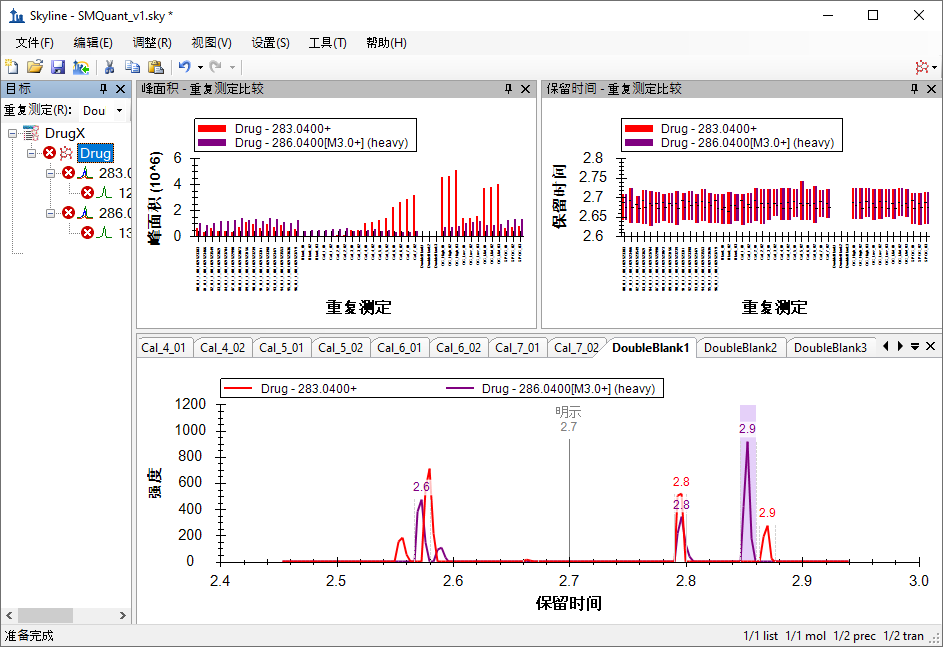 Skyline - SMQuant_v1.sky *
文件(F) 编辑(E) 调整(R) 视图(V) 设置(S) 工具(T) 帮助(H)
目标
重复测定(R): Dou
DrugX
Drug
283.0
12
286.0
13
峰面积 - 重复测定比较
Drug - 283.0400+
Drug - 286.0400[M3.0+] (heavy)
峰面积 (10^6)
6
4
2
0
重复测定
保留时间 - 重复测定比较
Drug - 283.0400+
Drug - 286.0400[M3.0+] (heavy)
保留时间
2.8
2.75
2.7
2.65
2.6
重复测定
Cal_4_01 Cal_4_02 Cal_5_01 Cal_5_02 Cal_6_01 Cal_6_02 Cal_7_01 Cal_7_02 DoubleBlank1 DoubleBlank2 DoubleBlank3
Drug - 283.0400+ Drug - 286.0400[M3.0+] (heavy)
强度
1200
1000
800
600
400
200
0
明示
2.7
2.6
2.8
2.8
2.9
2.9
2.4 2.5 2.6 2.7 2.8 2.9 3.0
保留时间
准备完成 1/1 list 1/1 mol 1/2 prec 1/2 tran